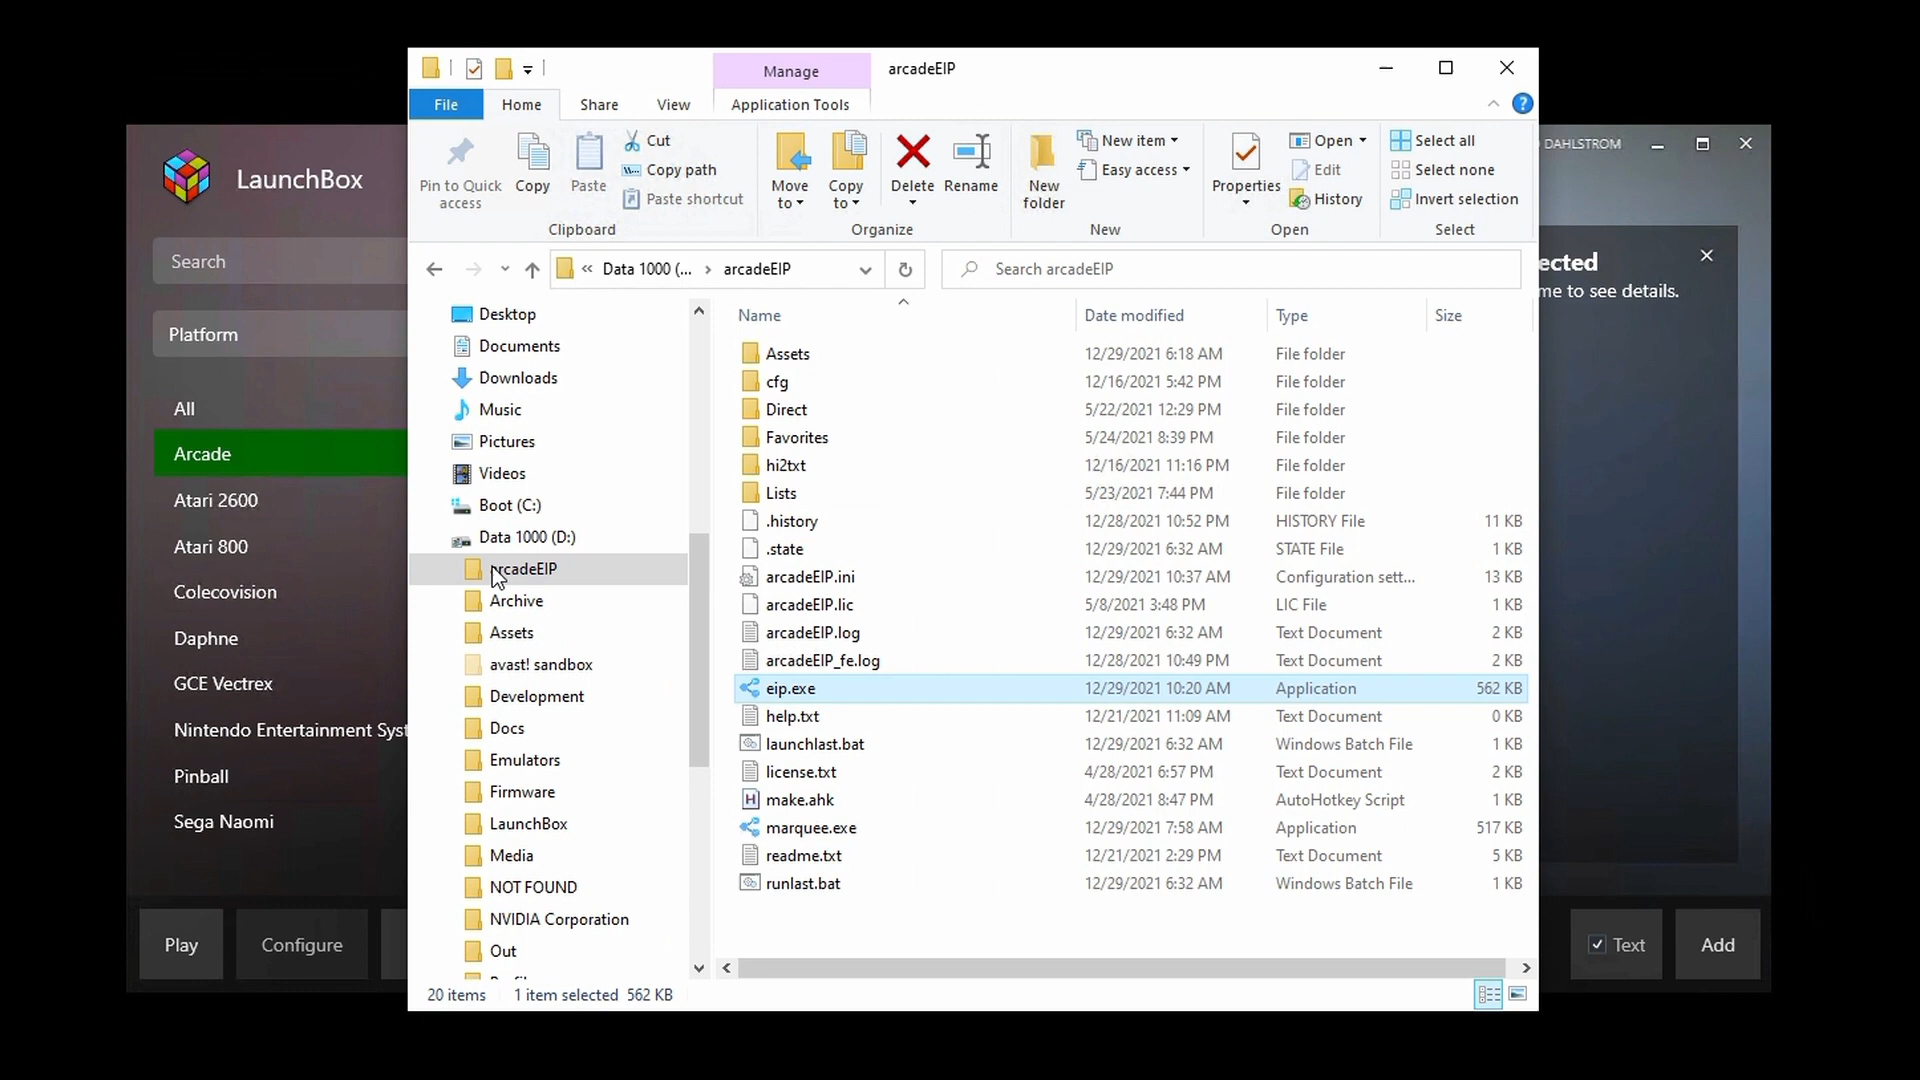 Manage
arcadeEIP
File
Home
Share
View
Application Tools
Pin to Quick access
Copy
Paste
Cut
Copy path
Paste shortcut
Clipboard
Move to
Copy to
Delete
Rename
Organize
New folder
New item
Easy access
New
Properties
Open
Edit
History
Open
Select all
Select none
Invert selection
Select
« Data 1000 (... › arcadeEIP
Search arcadeEIP
Desktop
Documents
Downloads
Music
Pictures
Videos
Boot (C:)
Data 1000 (D:)
arcadeEIP
Archive
Assets
avast! sandbox
Development
Docs
Emulators
Firmware
LaunchBox
Media
NOT FOUND
NVIDIA Corporation
Out
Name Date modified Type Size
Assets 12/29/2021 6:18 AM File folder
cfg 12/16/2021 5:42 PM File folder
Direct 5/22/2021 12:29 PM File folder
Favorites 5/24/2021 8:39 PM File folder
hi2txt 12/16/2021 11:16 PM File folder
Lists 5/23/2021 7:44 PM File folder
.history 12/28/2021 10:52 PM HISTORY File 11 KB
.state 12/29/2021 6:32 AM STATE File 1 KB
arcadeEIP.ini 12/29/2021 10:37 AM Configuration sett... 13 KB
arcadeEIP.lic 5/8/2021 3:48 PM LIC File 1 KB
arcadeEIP.log 12/29/2021 6:32 AM Text Document 2 KB
arcadeEIP_fe.log 12/28/2021 10:49 PM Text Document 2 KB
eip.exe 12/29/2021 10:20 AM Application 562 KB
help.txt 12/21/2021 11:09 AM Text Document 0 KB
launchlast.bat 12/29/2021 6:32 AM Windows Batch File 1 KB
license.txt 4/28/2021 6:57 PM Text Document 2 KB
make.ahk 4/28/2021 8:47 PM AutoHotkey Script 1 KB
marquee.exe 12/29/2021 7:58 AM Application 517 KB
readme.txt 12/21/2021 2:29 PM Text Document 5 KB
runlast.bat 12/29/2021 6:32 AM Windows Batch File 1 KB
20 items 1 item selected 562 KB
LaunchBox
Search
Platform
All
Arcade
Atari 2600
Atari 800
Colecovision
Daphne
GCE Vectrex
Nintendo Entertainment Syst
Pinball
Sega Naomi
Play
Configure
DAHLSTROM
ected
me to see details.
Text
Add